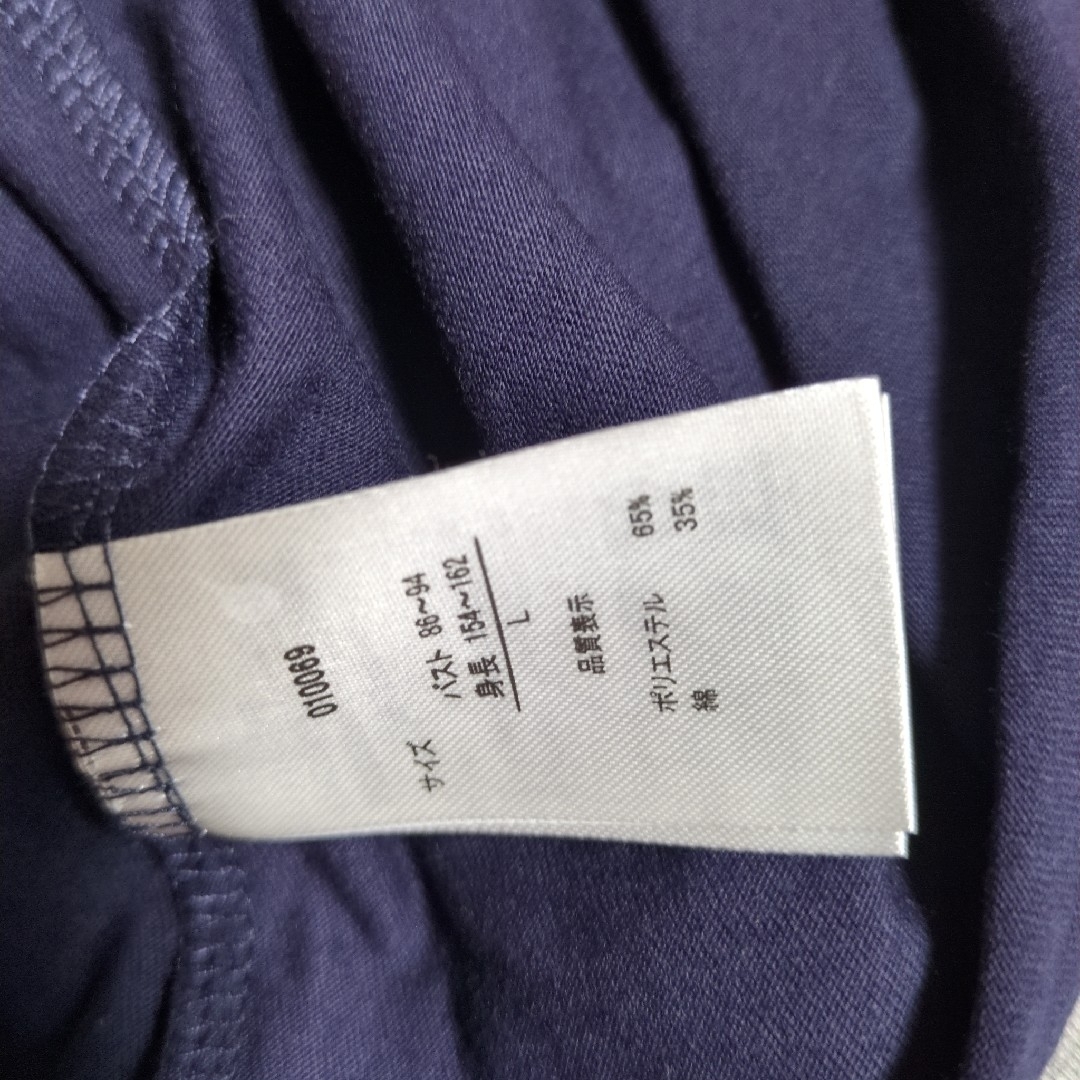 010069
サイズ
バスト 86~94
身長 154~162
L
品質表示
ポリエステル 65%
綿 35%